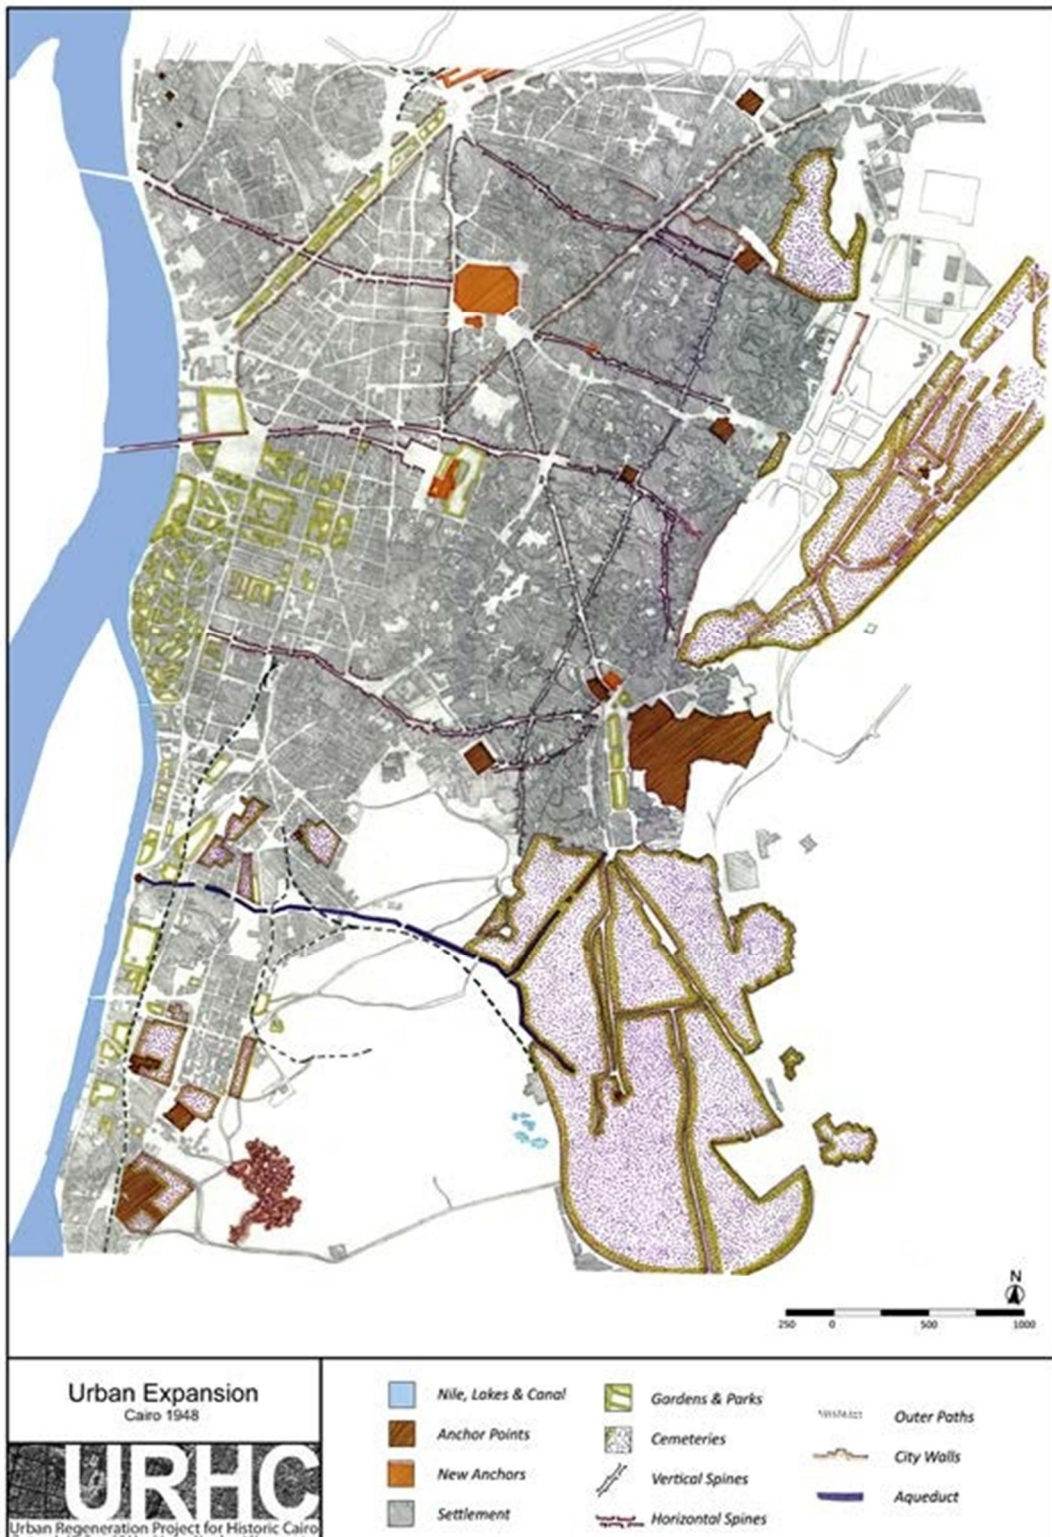 N
250 0 500 1000
Urban Expansion
Cairo 1948
URHC
Urban Regeneration Project for Historic Cairo
Nile, Lakes & Canal
Anchor Points
New Anchors
Settlement
Gardens & Parks
Cemeteries
Vertical Spines
Horizontal Spines
Outer Paths
City Walls
Aqueduct